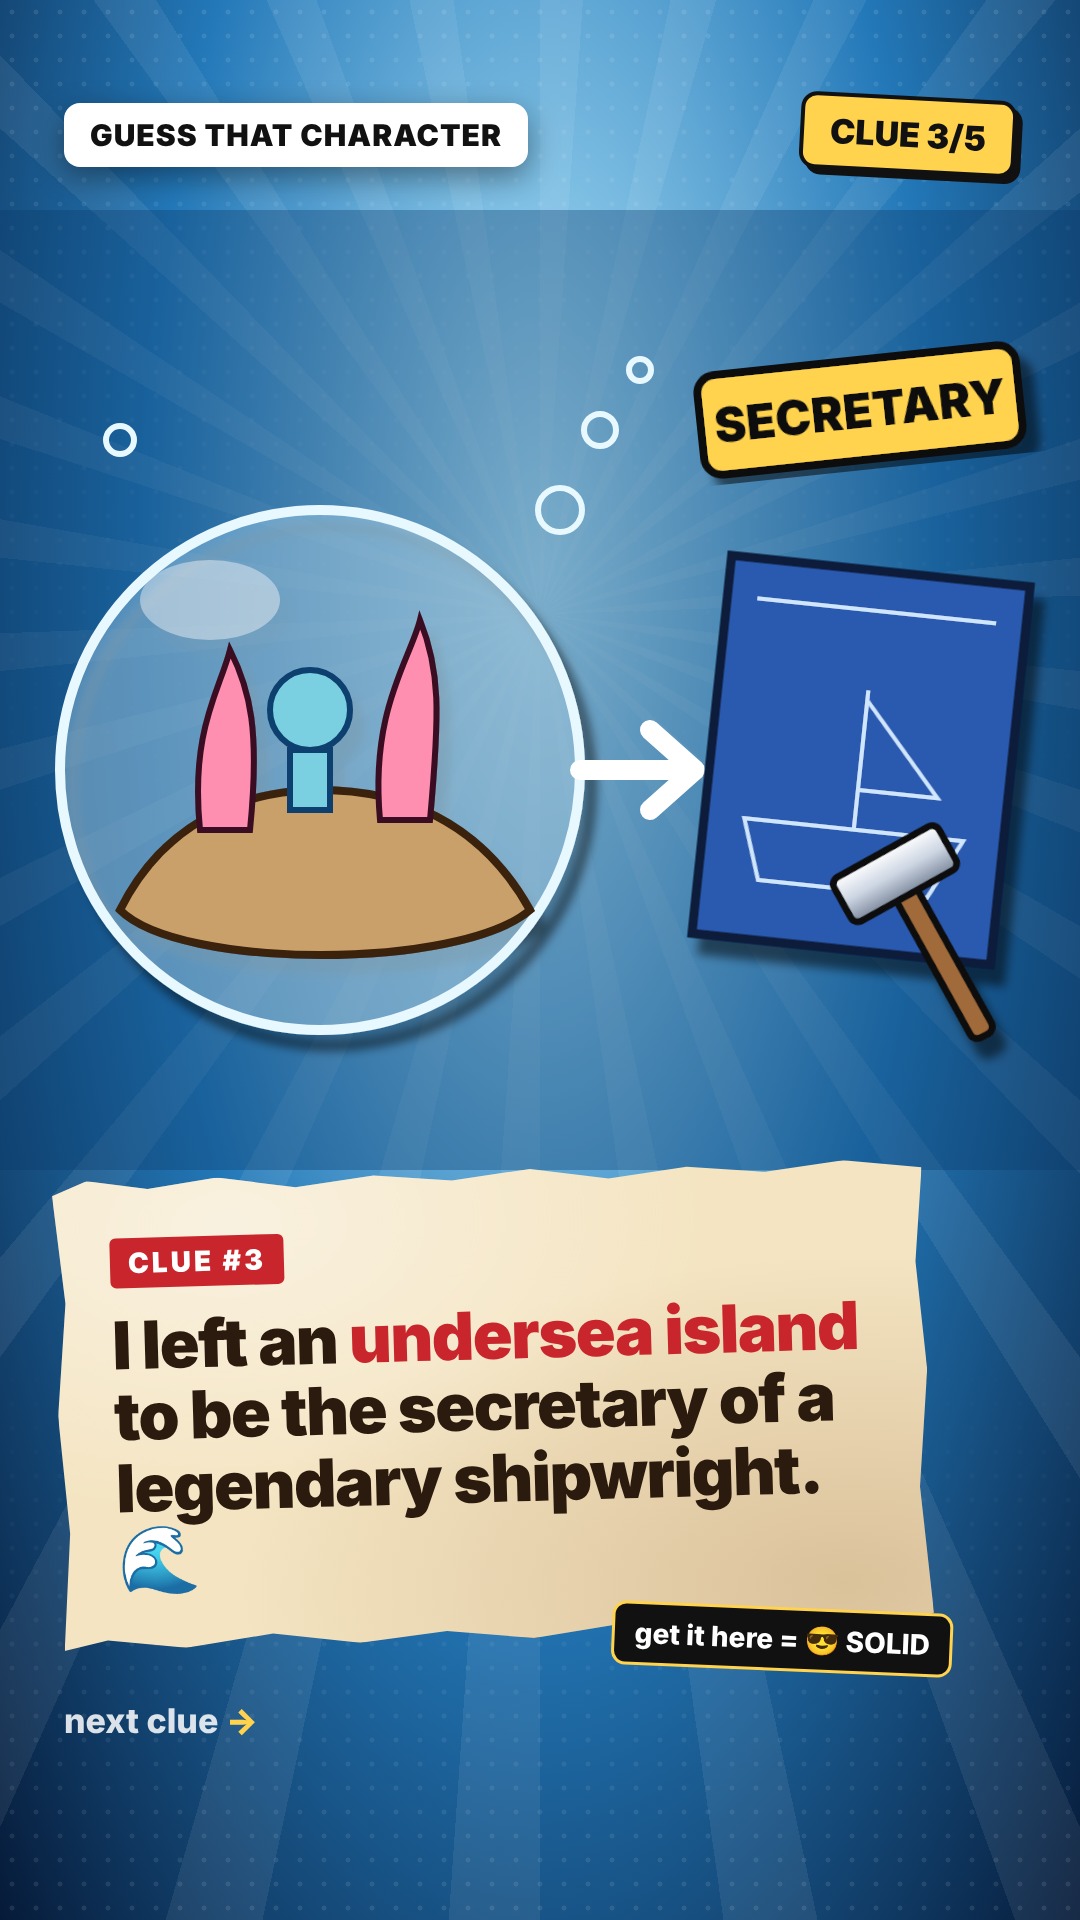 GUESS THAT CHARACTER
CLUE 3/5
SECRETARY
CLUE #3
I left an undersea island
to be the secretary of a
legendary shipwright.
🌊
get it here = 😎 SOLID
next clue →